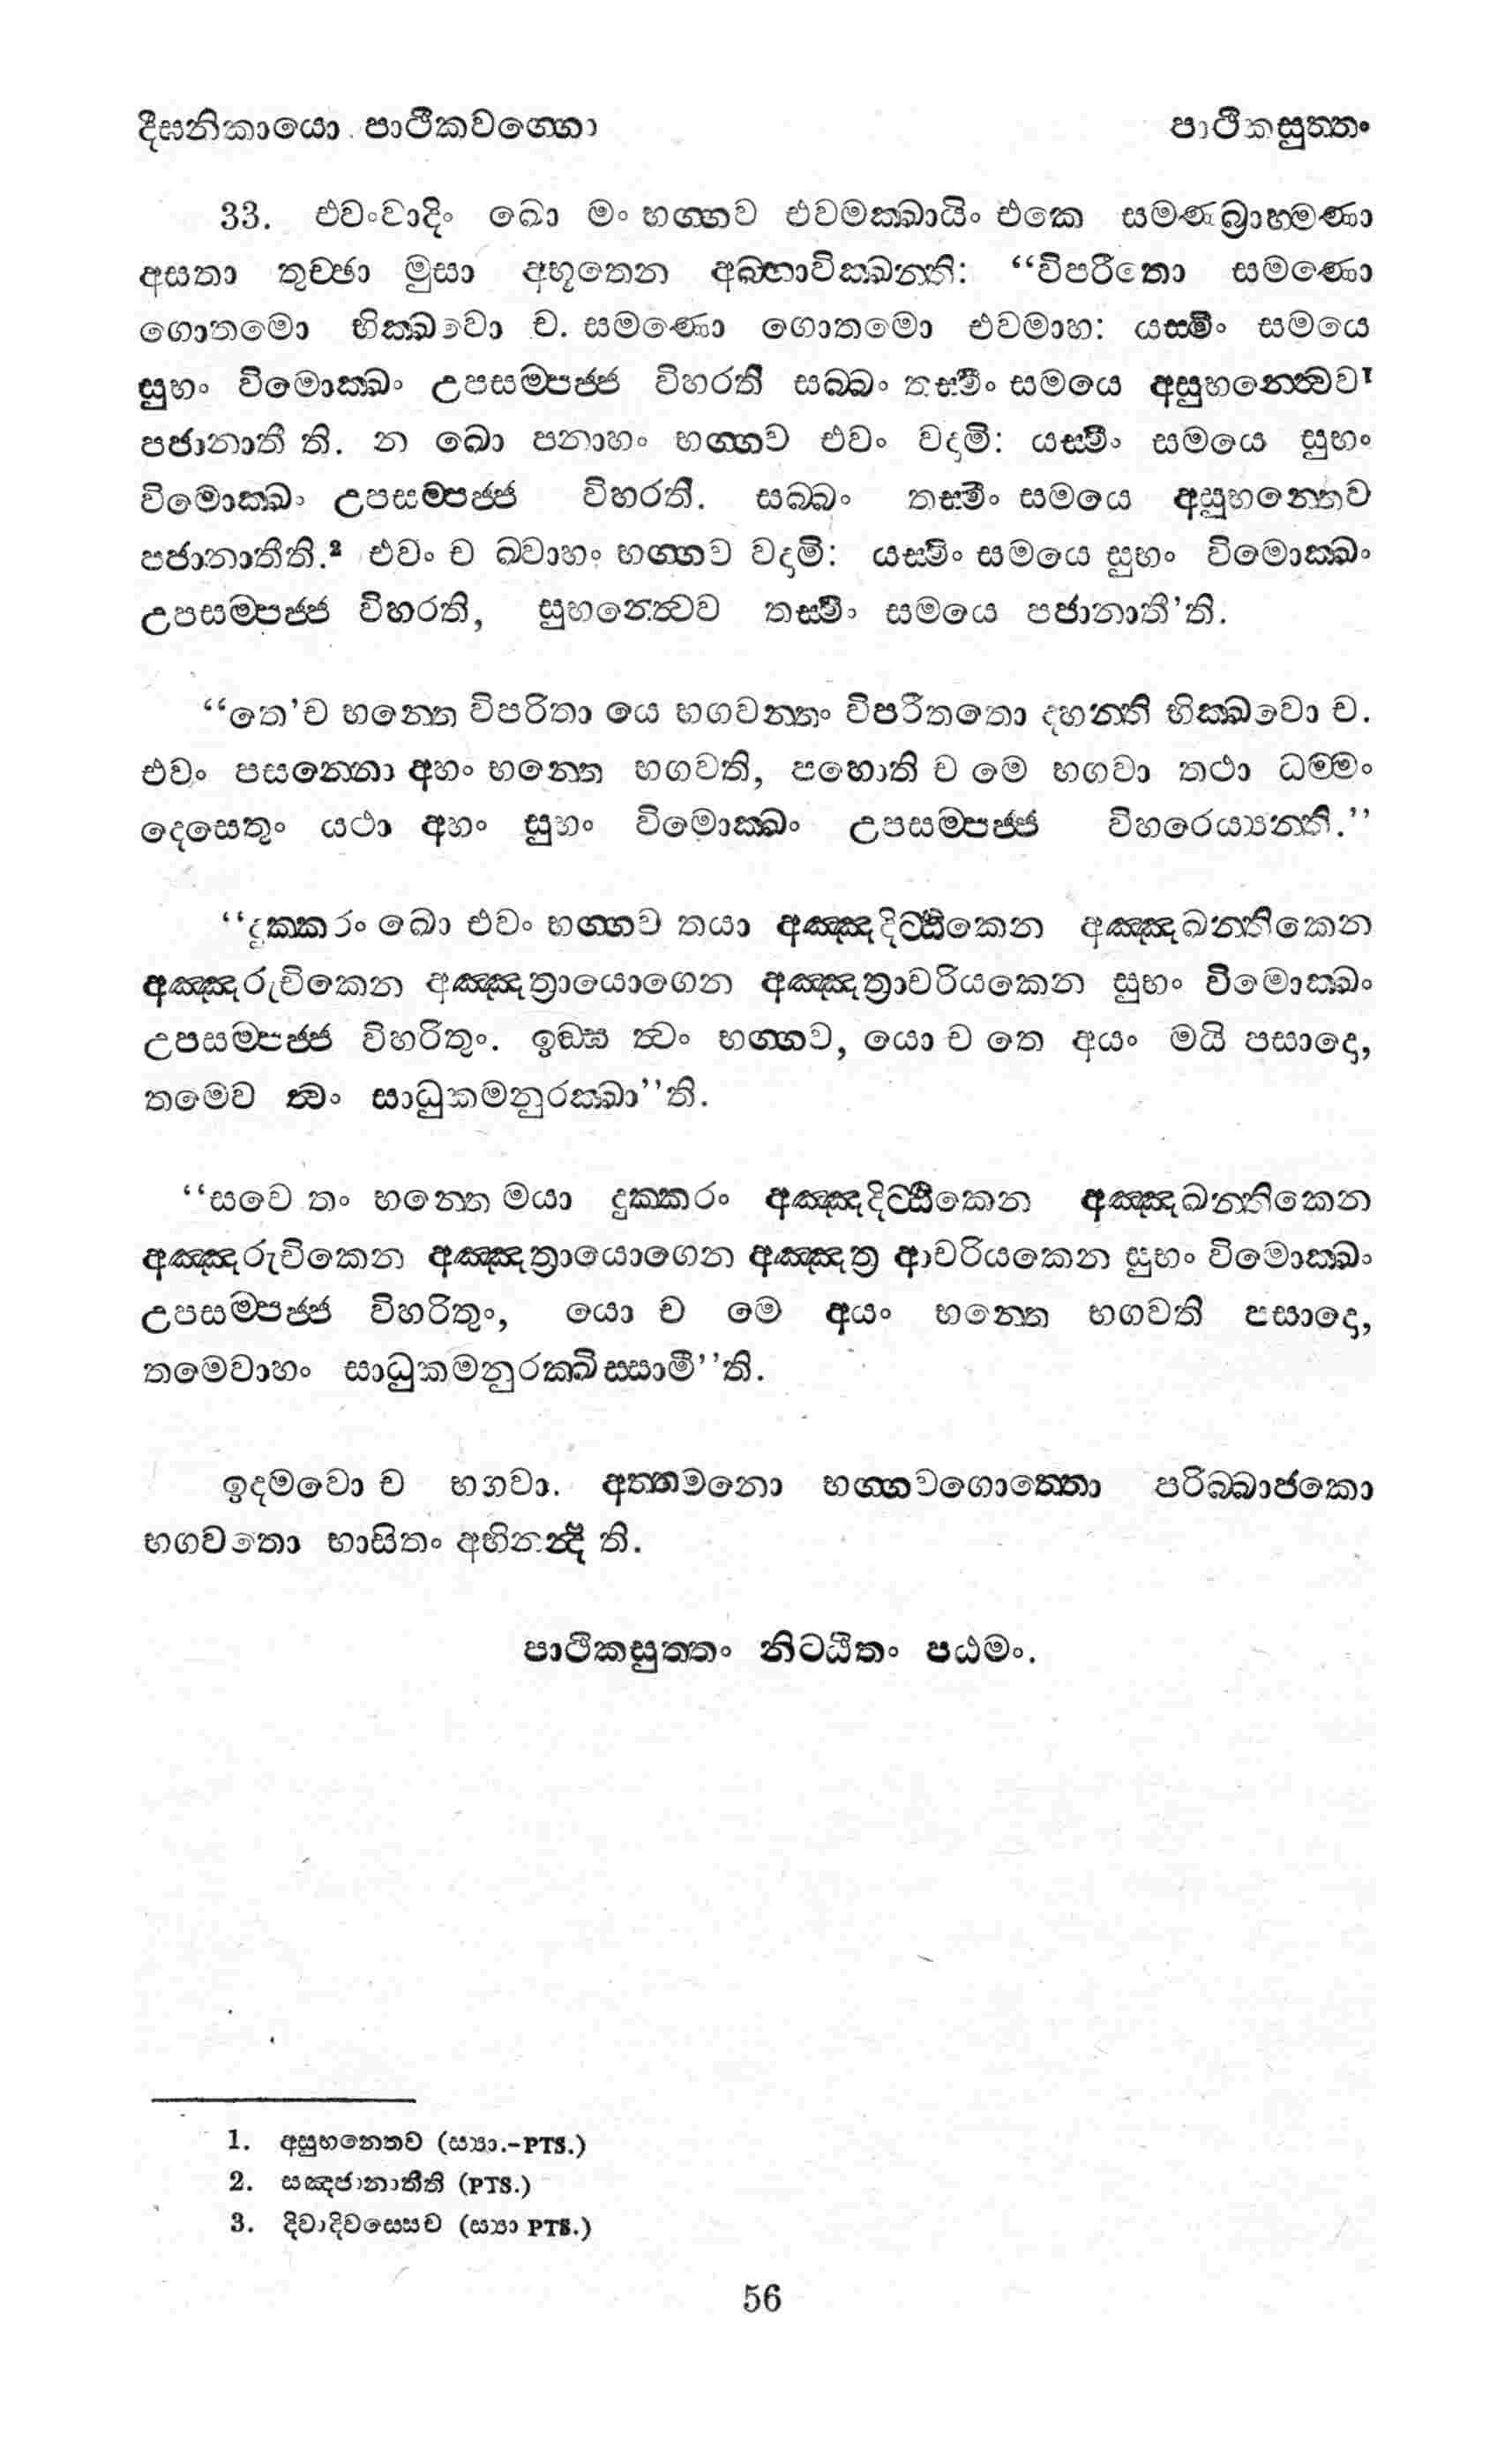 දීඝනිකායො පාථිකවග්ගො
පාථිකසුත්තං
33. එවංවාදිං ඛො මං භග්ගව එවමක්ඛායිං එකෙ සමණබ්‍රාහ්මණා
අසතා තුච්ඡා මුසා අභූතෙන අබ්භාචික්ඛන්ති: “විපරීතො සමණො
ගොතමො භික්ඛවො ච. සමණො ගොතමො එවමාහ: යස්මිං සමයෙ
සුභං විමොක්ඛං උපසම්පජ්ජ විහරති සබ්බං තස්මිං සමයෙ අසුභන්ත්වෙව¹
පජානාතී ති. න ඛො පනාහං භග්ගව එවං වදාමි: යස්මිං සමයෙ සුභං
විමොක්ඛං උපසම්පජ්ජ විහරති. සබ්බං තස්මිං සමයෙ අසුභන්තෙව
පජානාතීති.² එවං ච ඛවාහං භග්ගව වදාමි: යස්මිං සමයෙ සුභං විමොක්ඛං
උපසම්පජ්ජ විහරති, සුභන්ත්වෙව තස්මිං සමයෙ පජානාතී’ති.
“තෙ’ච භන්තෙ විපරිතා යෙ භගවන්තං විපරීතතො දහන්ති භික්ඛවො ච.
එවං පසන්නො අහං භන්තෙ භගවති, පහොති ච මෙ භගවා තථා ධම්මං
දෙසෙතුං යථා අහං සුභං විමොක්ඛං උපසම්පජ්ජ විහරෙය්‍යන්ති.”
“දුක්කරං ඛො එවං භග්ගව තයා අඤ්ඤදිට්ඨිකෙන අඤ්ඤඛන්තිකෙන
අඤ්ඤරුචිකෙන අඤ්ඤත්‍රායොගෙන අඤ්ඤත්‍රාචරියකෙන සුභං විමොක්ඛං
උපසම්පජ්ජ විහරිතුං. ඉඞ්ඝ ත්වං භග්ගව, යො ච තෙ අයං මයි පසාදො,
තමෙව ත්වං සාධුකමනුරක්ඛා”ති.
“සචෙ තං භන්තෙ මයා දුක්කරං අඤ්ඤදිට්ඨිකෙන අඤ්ඤඛන්තිකෙන
අඤ්ඤරුචිකෙන අඤ්ඤත්‍රායොගෙන අඤ්ඤත්‍ර ආචරියකෙන සුභං විමොක්ඛං
උපසම්පජ්ජ විහරිතුං, යො ච මෙ අයං භන්තෙ භගවති පසාදො,
තමෙවාහං සාධුකමනුරක්ඛිස්සාමී”ති.
ඉදමවො ච භගවා. අත්තමනො භග්ගවගොත්තො පරිබ්බාජකො
භගවතො භාසිතං අභිනන්දි ති.
පාථිකසුත්තං නිට්ඨිතං පඨමං.
1. අසුභන්තෙව (ස්‍යා.-PTS.)
2. සඤ්ජානාතීති (PTS.)
3. දිවාදිවස්සෙව (ස්‍යා PTS.)
56